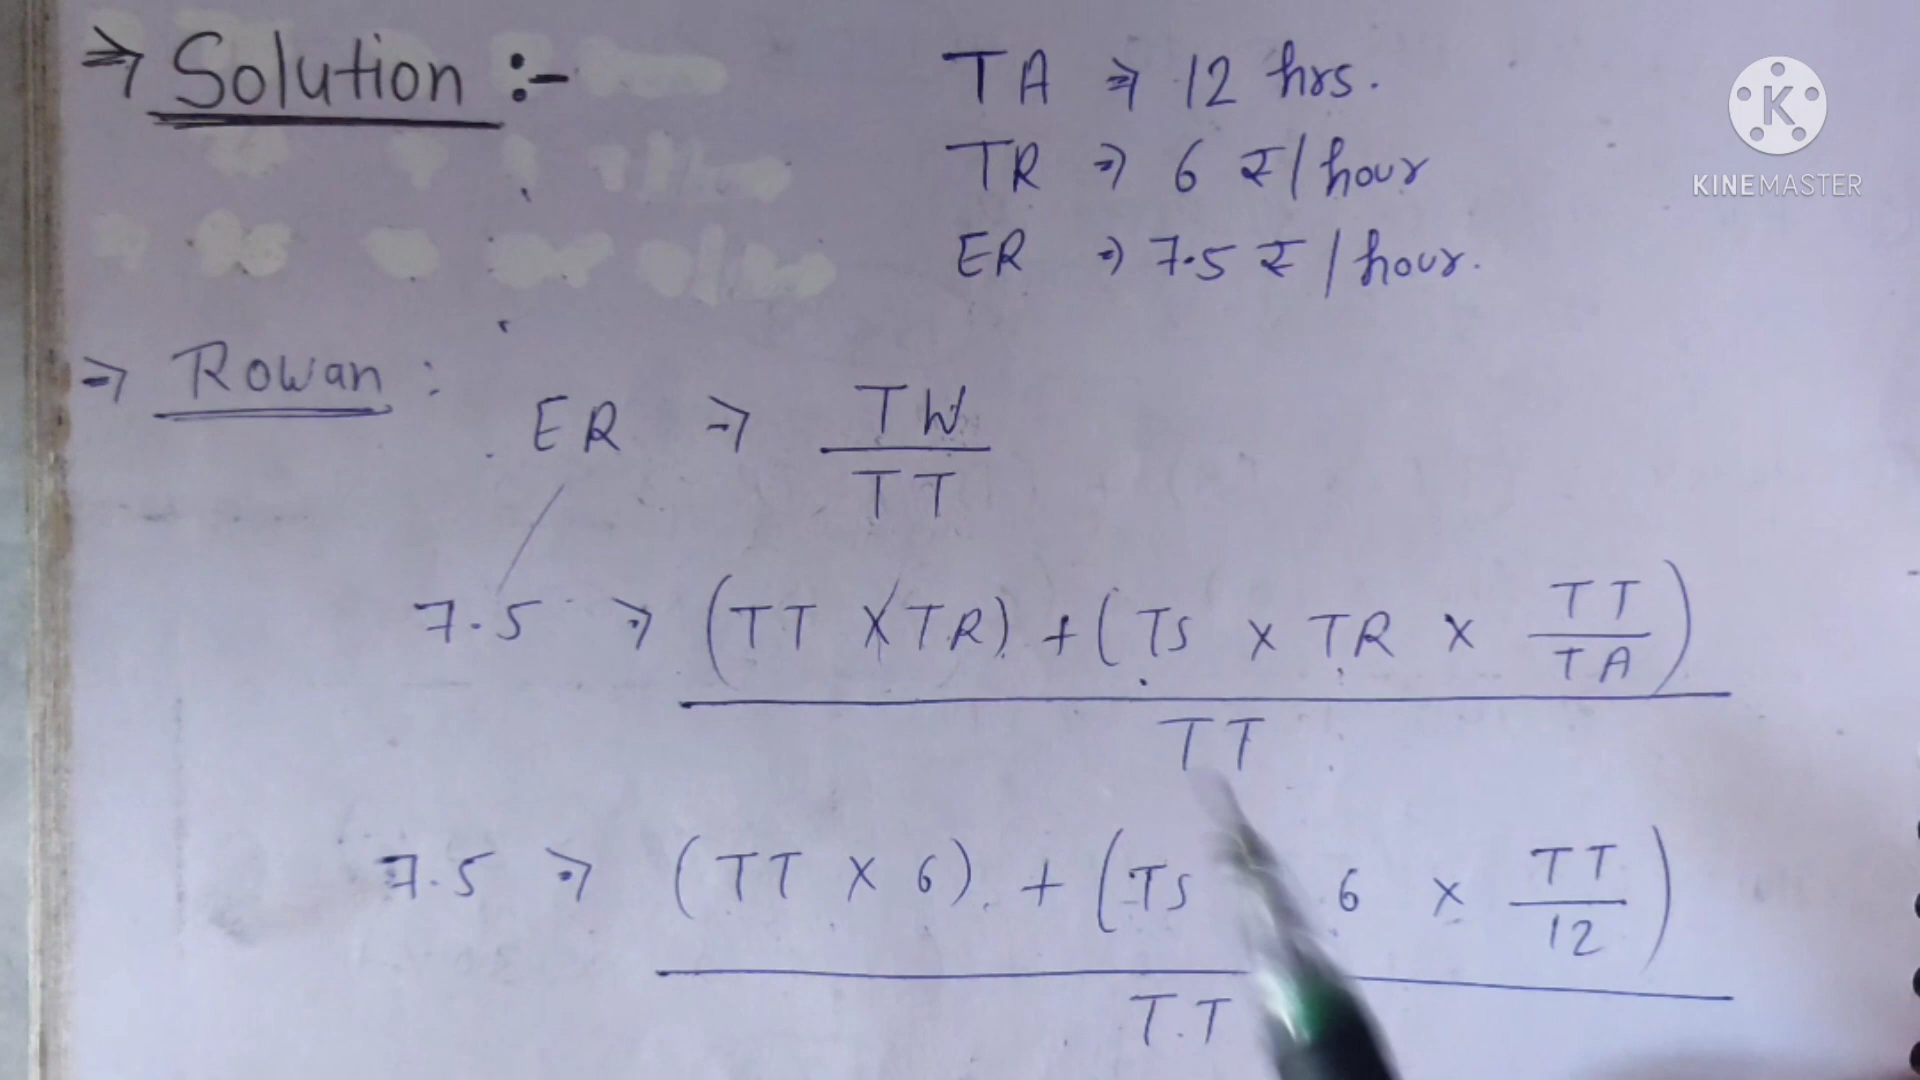 ⇒ Solution :-
TA ⇒ 12 hrs.
TR ⇒ 6 ₹/hour
ER ⇒ 7.5 ₹/hour.
KINEMASTER
⇒ Rowan :
ER ⇒ TW / TT
7.5 ⇒ (TT × TR) + (TS × TR × TT / TA)
TT
7.5 ⇒ (TT × 6) + (TS 6 × TT / 12)
T.T